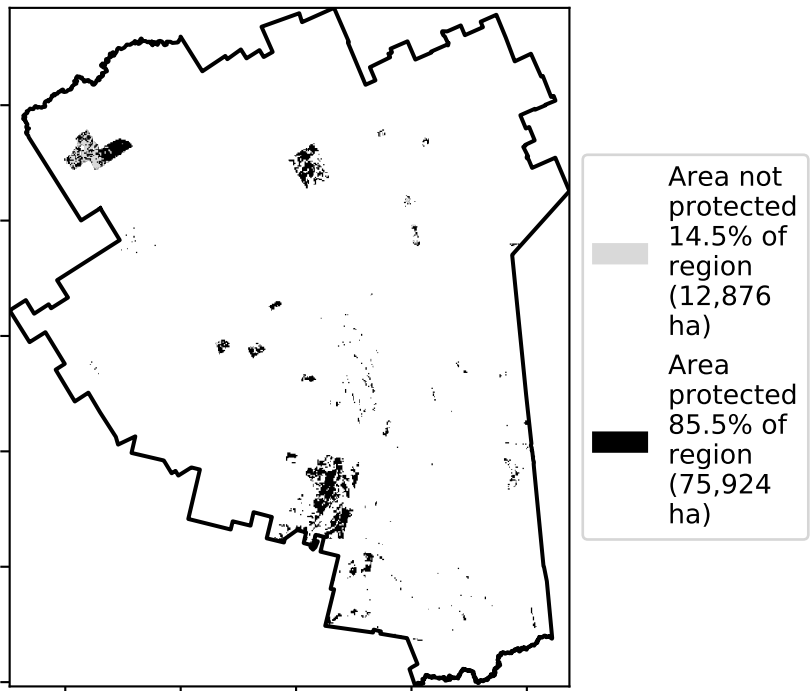 Area not
protected
14.5% of
region
(12,876
ha)
Area
protected
85.5% of
region
(75,924
ha)